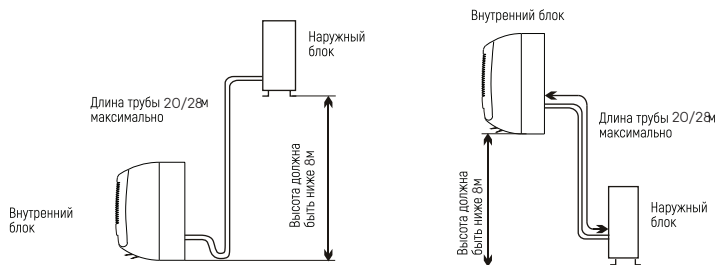 Наружный
блок
Длина трубы 20/28м
максимально
Высота должна
быть ниже 8м
Внутренний
блок
Внутренний блок
Длина трубы 20/28м
максимально
Высота должна
быть ниже 8м
Наружный
блок